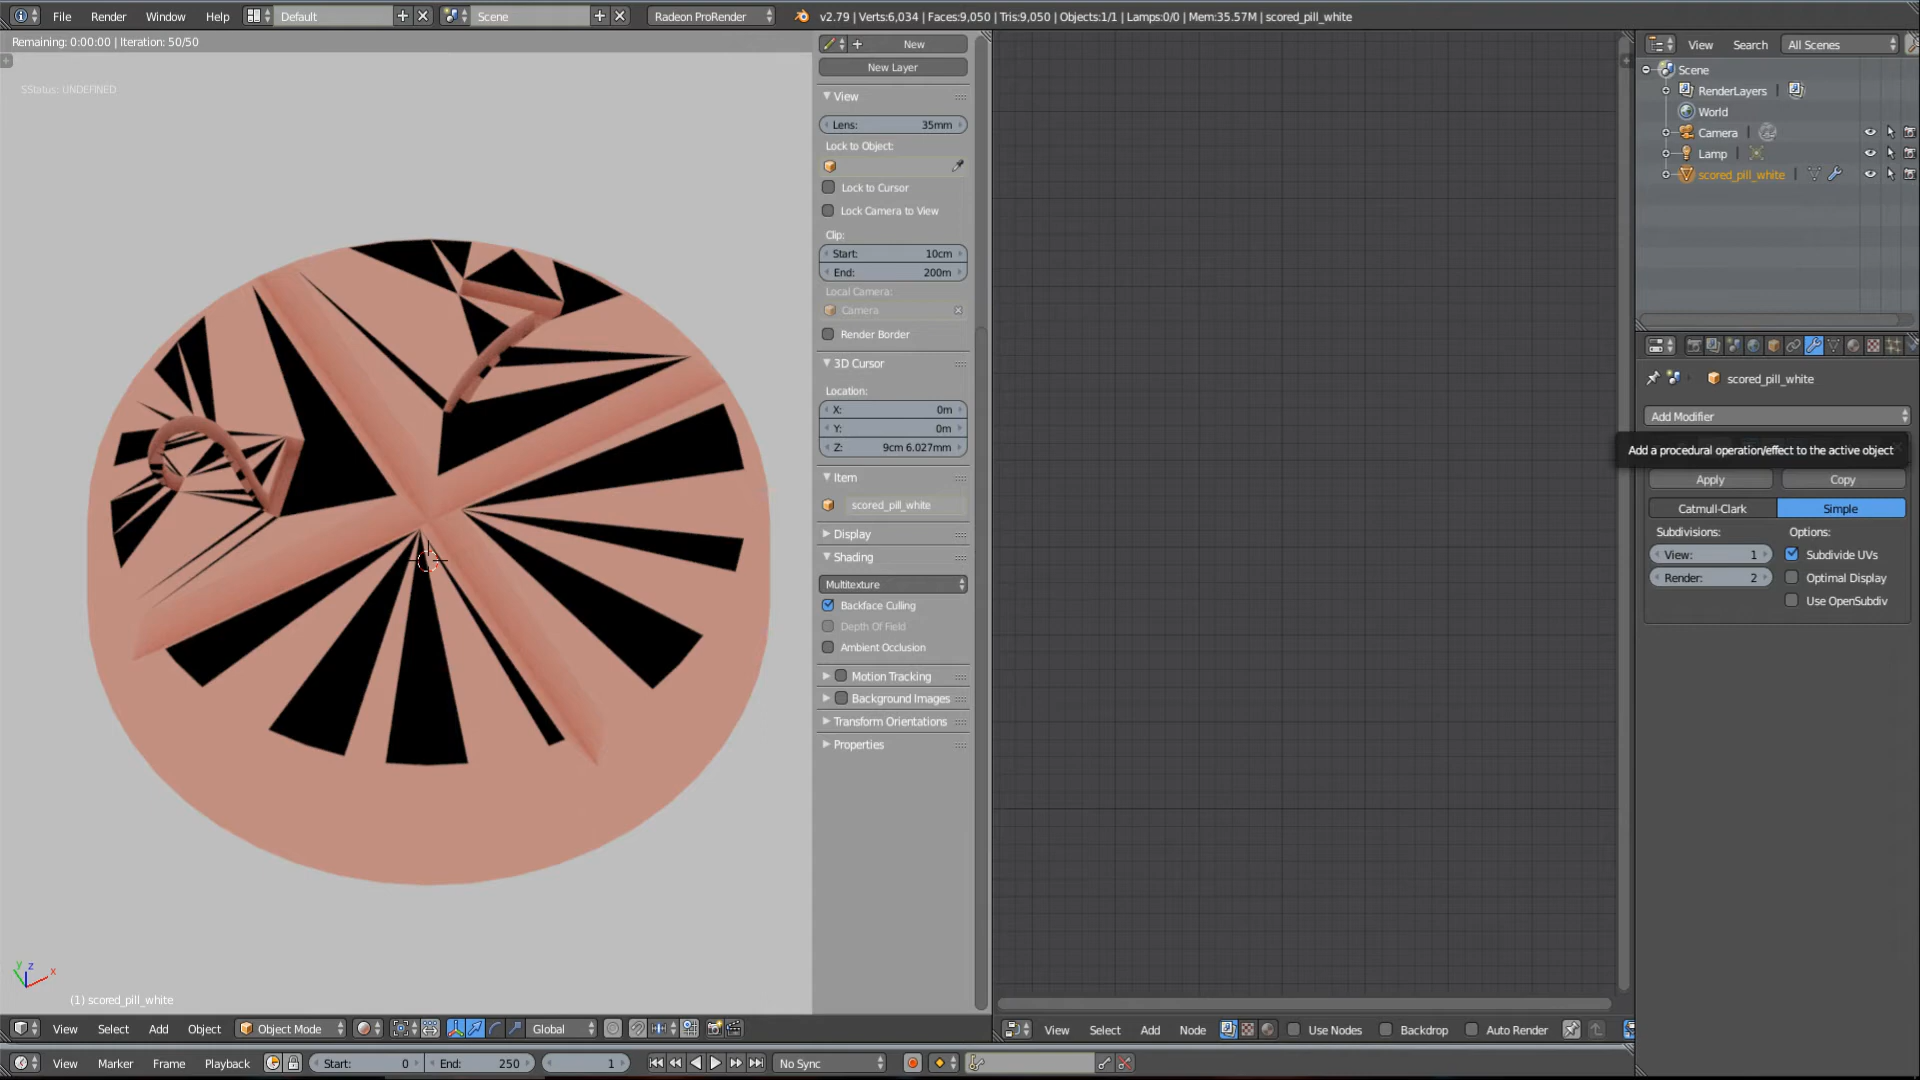 File Render Window Help Default Scene Radeon ProRender v2.79 | Verts:6,034 | Faces:9,050 | Tris:9,050 | Objects:1/1 | Lamps:0/0 | Mem:35.57M | scored_pill_white
Remaining: 0:00:00 | Iteration: 50/50
SStatus: UNDEFINED
New
New Layer
View
Lens: 35mm
Lock to Object:
Lock to Cursor
Lock Camera to View
Clip:
Start: 10cm
End: 200m
Local Camera:
Camera
Render Border
3D Cursor
Location:
X: 0m
Y: 0m
Z: 9cm 6.027mm
Item
scored_pill_white
Display
Shading
Multitexture
Backface Culling
Depth Of Field
Ambient Occlusion
Motion Tracking
Background Images
Transform Orientations
Properties
View Search All Scenes
Scene
RenderLayers
World
Camera
Lamp
scored_pill_white
scored_pill_white
Add Modifier
Add a procedural operation/effect to the active object
Apply Copy
Catmull-Clark Simple
Subdivisions: Options:
View: 1 Subdivide UVs
Render: 2 Optimal Display
Use OpenSubdiv
y z x
(1) scored_pill_white
View Select Add Object Object Mode Global
View Select Add Node Use Nodes Backdrop Auto Render
View Marker Frame Playback Start: 0 End: 250 1 No Sync